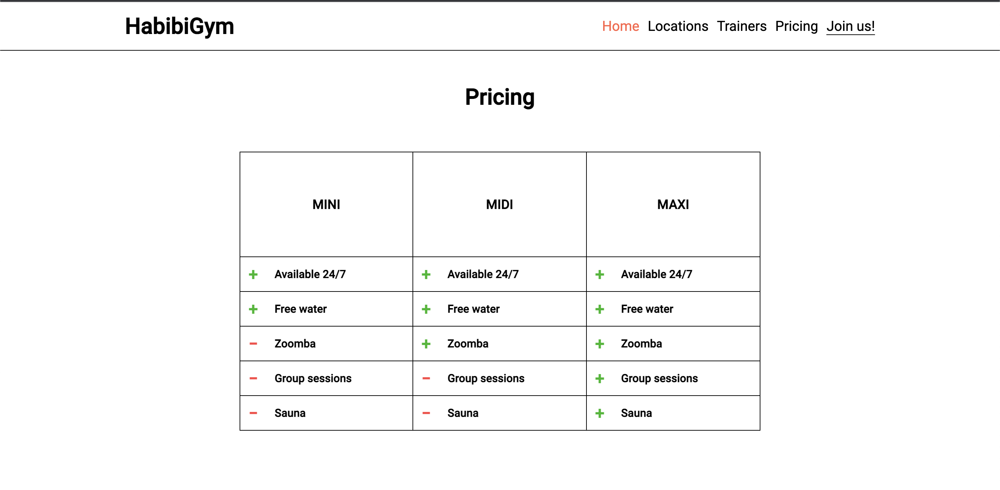 HabibiGym
Home Locations Trainers Pricing Join us!
Pricing
MINI MIDI MAXI
+ Available 24/7 + Available 24/7 + Available 24/7
+ Free water + Free water + Free water
− Zoomba + Zoomba + Zoomba
− Group sessions − Group sessions + Group sessions
− Sauna − Sauna + Sauna